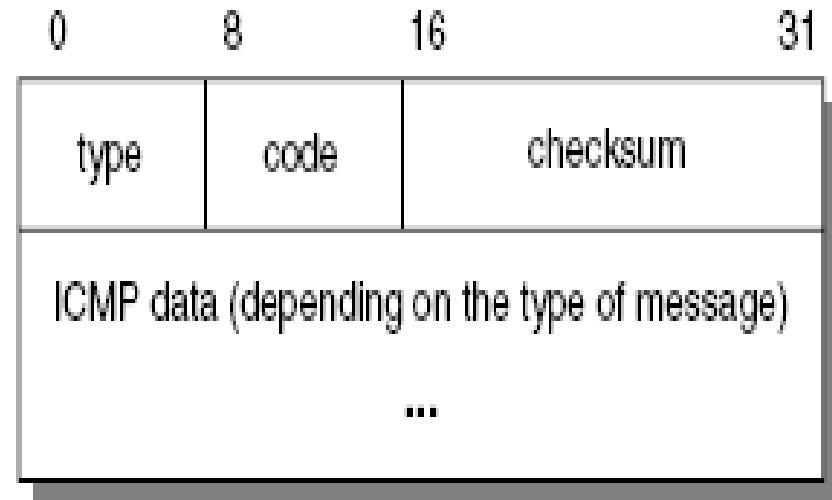 0 8 16 31
type code checksum
ICMP data (depending on the type of message)
...